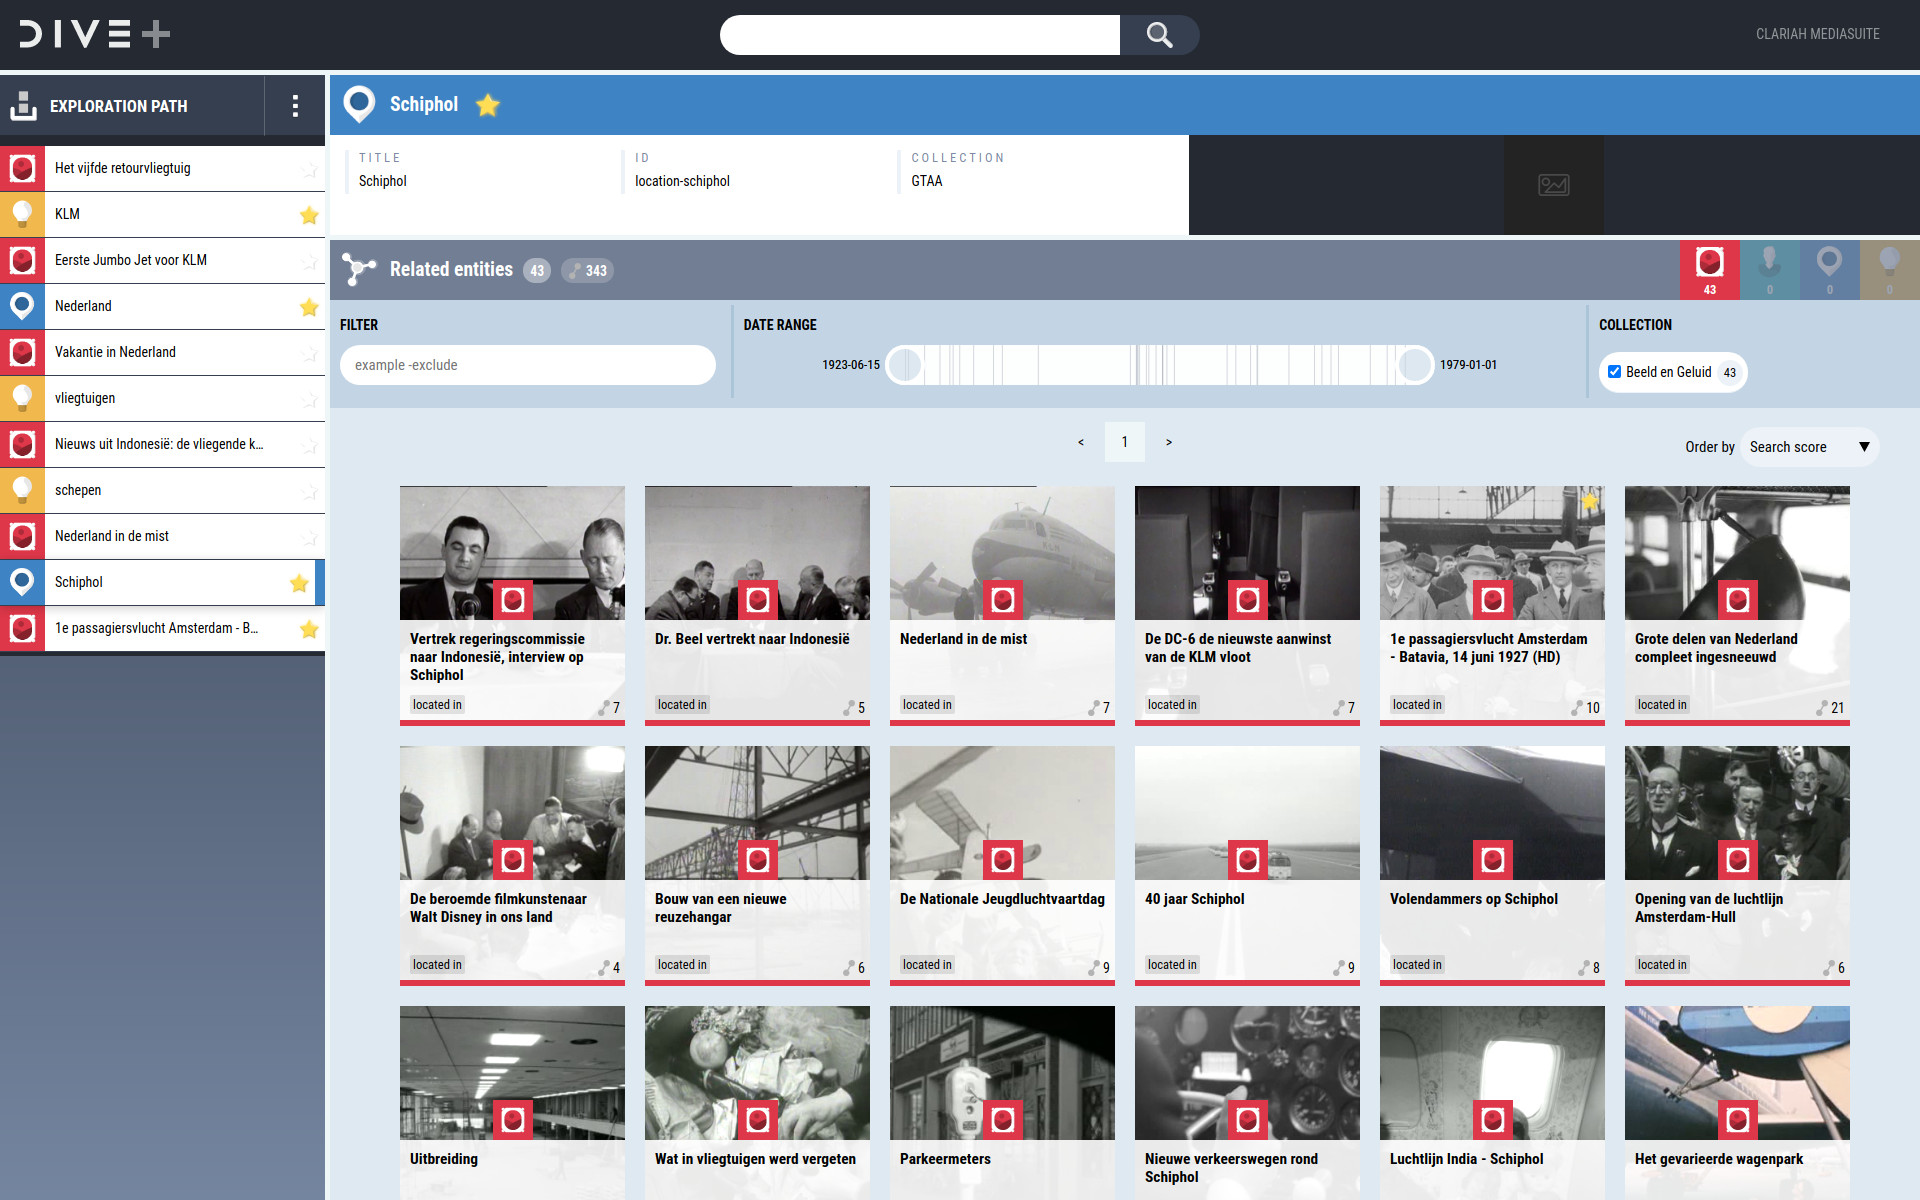 DIVE+
CLARIAH MEDIASUITE
EXPLORATION PATH
Het vijfde retourvliegtuig
KLM
Eerste Jumbo Jet voor KLM
Nederland
Vakantie in Nederland
vliegtuigen
Nieuws uit Indonesië: de vliegende k...
schepen
Nederland in de mist
Schiphol
1e passagiersvlucht Amsterdam - B...
Schiphol
TITLE
Schiphol
ID
location-schiphol
COLLECTION
GTAA
Related entities 43 343
43 0 0 0
FILTER
example -exclude
DATE RANGE
1923-06-15
1979-01-01
COLLECTION
Beeld en Geluid 43
< 1 >
Order by Search score ▼
Vertrek regeringscommissie
naar Indonesië, interview op
Schiphol
located in 7
Dr. Beel vertrekt naar Indonesië
located in 5
Nederland in de mist
located in 7
De DC-6 de nieuwste aanwinst
van de KLM vloot
located in 7
1e passagiersvlucht Amsterdam
- Batavia, 14 juni 1927 (HD)
located in 10
Grote delen van Nederland
compleet ingesneeuwd
located in 21
De beroemde filmkunstenaar
Walt Disney in ons land
located in 4
Bouw van een nieuwe
reuzehangar
located in 6
De Nationale Jeugdluchtvaartdag
located in 9
40 jaar Schiphol
located in 9
Volendammers op Schiphol
located in 8
Opening van de luchtlijn
Amsterdam-Hull
located in 6
Uitbreiding
Wat in vliegtuigen werd vergeten
Parkeermeters
Nieuwe verkeerswegen rond
Schiphol
Luchtlijn India - Schiphol
Het gevarieerde wagenpark